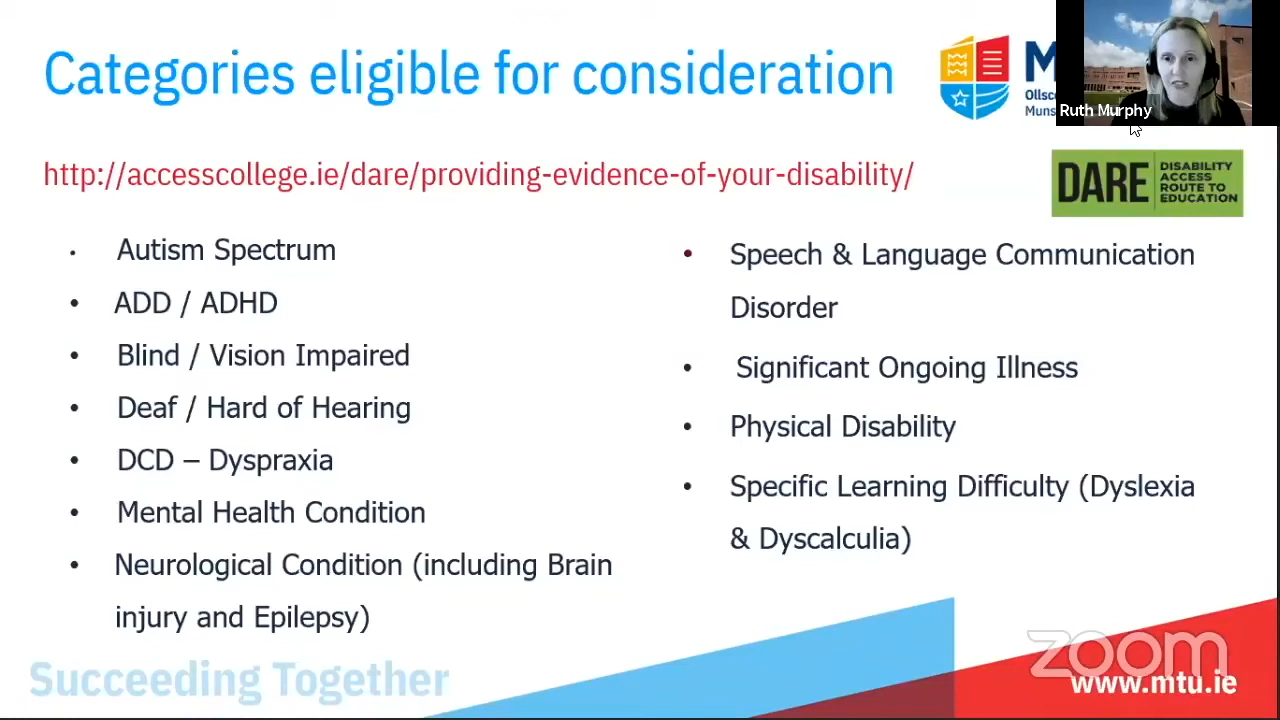 Categories eligible for consideration
M
Ollsc
Muns
Ruth Murphy
http://accesscollege.ie/dare/providing-evidence-of-your-disability/
DARE
DISABILITY
ACCESS
ROUTE TO
EDUCATION
• Autism Spectrum
• ADD / ADHD
• Blind / Vision Impaired
• Deaf / Hard of Hearing
• DCD – Dyspraxia
• Mental Health Condition
• Neurological Condition (including Brain
injury and Epilepsy)
• Speech & Language Communication
Disorder
• Significant Ongoing Illness
• Physical Disability
• Specific Learning Difficulty (Dyslexia
& Dyscalculia)
Succeeding Together
zoom
www.mtu.ie